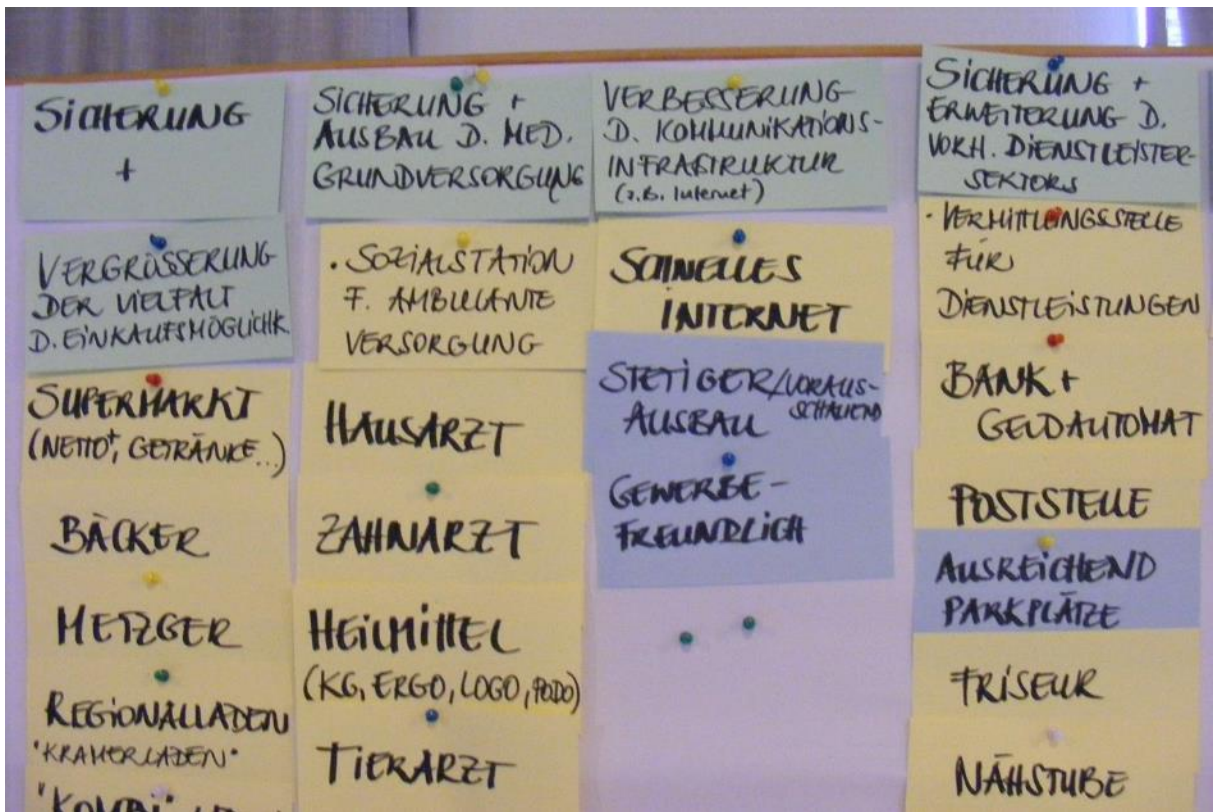 SICHERUNG
+
VERGRÖSSERUNG
DER VIELFALT
D. EINKAUFSMÖGLICHK.
SUPERMARKT
(NETTO+, GETRÄNKE...)
BÄCKER
METZGER
REGIONALLADEN
"KRAMERLADEN"
"KOMBI"
SICHERUNG +
AUSBAU D. MED.
GRUNDVERSORGUNG
• SOZIALSTATION
F. AMBULANTE
VERSORGUNG
HAUSARZT
ZAHNARZT
HEILMITTEL
(KG, ERGO, LOGO, PODO)
TIERARZT
VERBESSERUNG
D. KOMMUNIKATIONS-
INFRASTRUKTUR
(z.B. Internet)
SCHNELLES
INTERNET
STETIGER/VORAUS-
SCHAUEND
AUSBAU
GEWERBE-
FREUNDLICH
SICHERUNG +
ERWEITERUNG D.
VORH. DIENSTLEISTER-
SEKTORS
• VERMITTLUNGSSTELLE
FÜR
DIENSTLEISTUNGEN
BANK +
GELDAUTOMAT
POSTSTELLE
AUSREICHEND
PARKPLÄTZE
FRISEUR
NÄHSTUBE